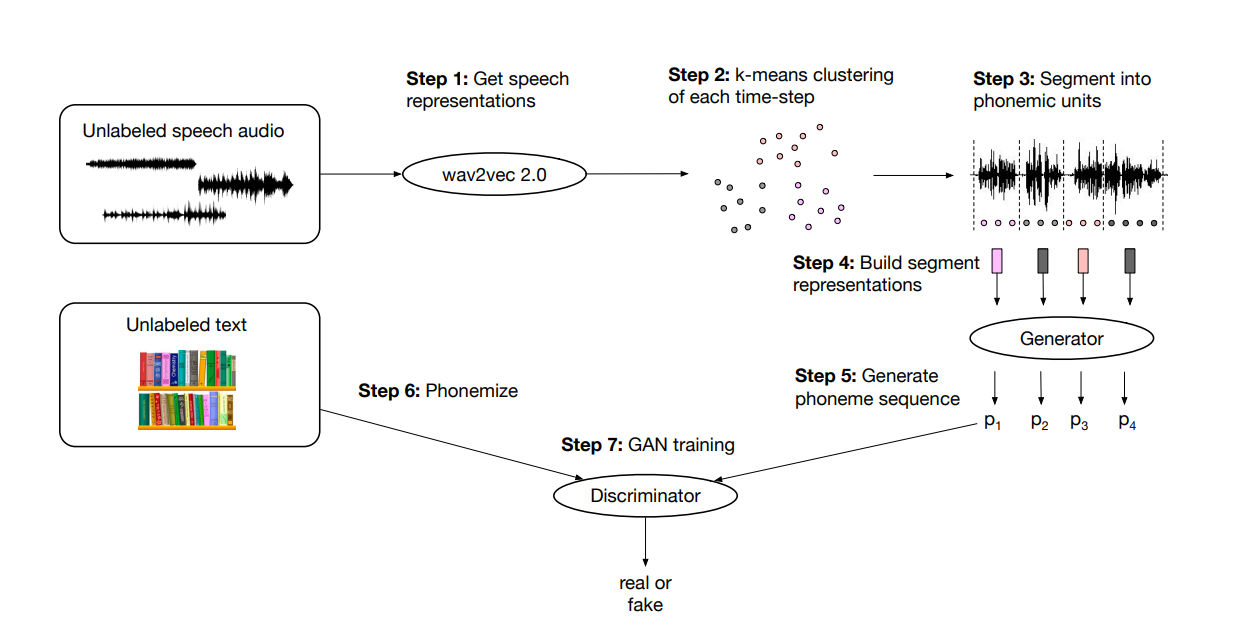 Step 1: Get speech
representations
Step 2: k-means clustering
of each time-step
Step 3: Segment into
phonemic units
Unlabeled speech audio
wav2vec 2.0
Step 4: Build segment
representations
Unlabeled text
Chemistry
Generator
Step 5: Generate
phoneme sequence
Step 6: Phonemize
p1 p2 p3 p4
Step 7: GAN training
Discriminator
real or
fake